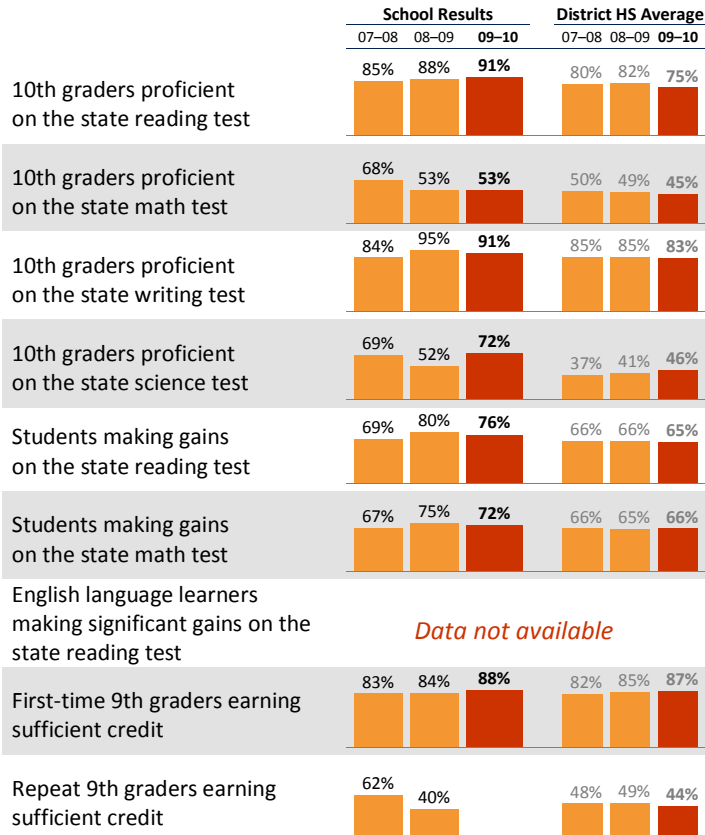 School Results District HS Average
07–08 08–09 09–10 07–08 08–09 09–10
85% 88% 91% 80% 82% 75%
10th graders proficient
on the state reading test
68% 53% 53% 50% 49% 45%
10th graders proficient
on the state math test
84% 95% 91% 85% 85% 83%
10th graders proficient
on the state writing test
69% 52% 72% 37% 41% 46%
10th graders proficient
on the state science test
69% 80% 76% 66% 66% 65%
Students making gains
on the state reading test
67% 75% 72% 66% 65% 66%
Students making gains
on the state math test
English language learners
making significant gains on the
state reading test
Data not available
83% 84% 88% 82% 85% 87%
First-time 9th graders earning
sufficient credit
62% 40% 48% 49% 44%
Repeat 9th graders earning
sufficient credit